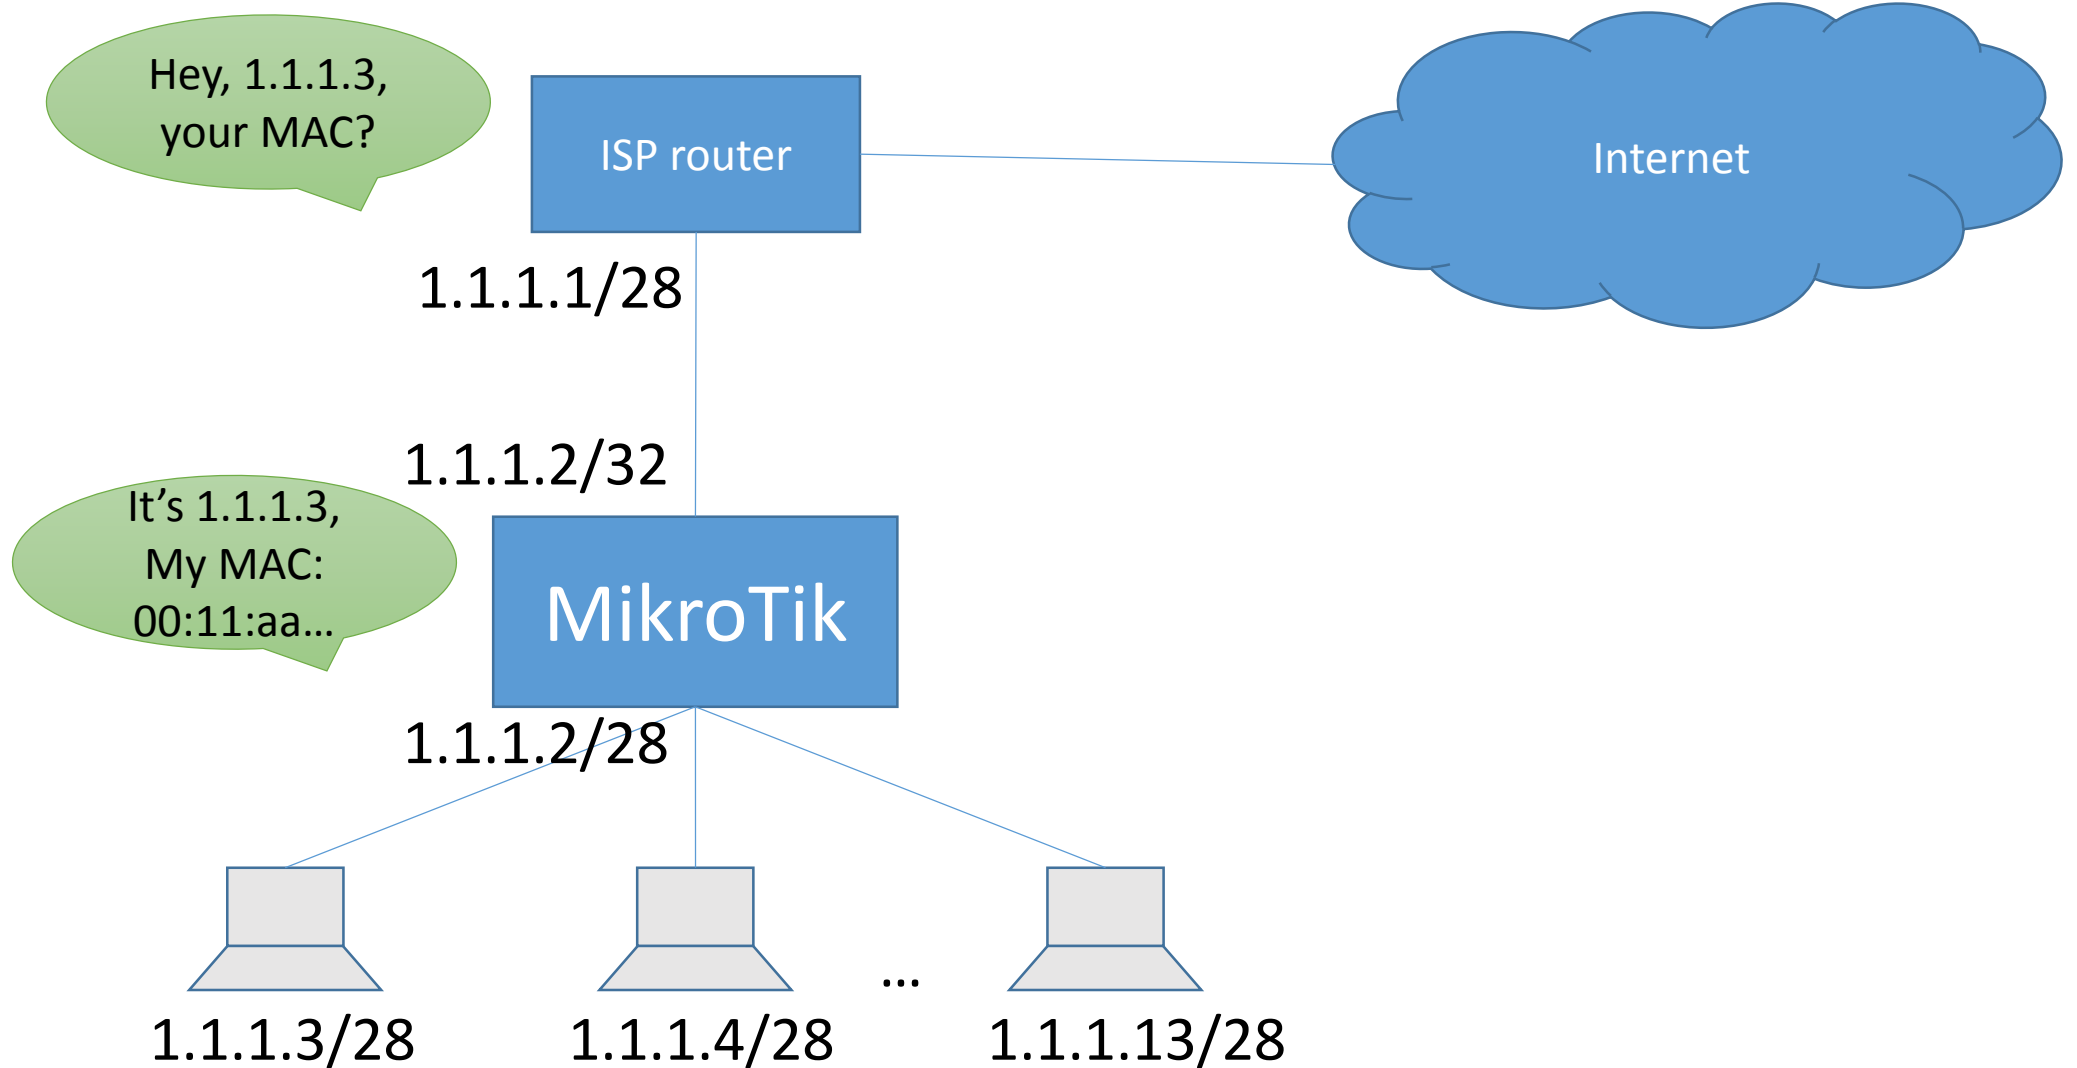 Hey, 1.1.1.3,
your MAC?
ISP router
Internet
1.1.1.1/28
1.1.1.2/32
It’s 1.1.1.3,
My MAC:
00:11:aa…
MikroTik
1.1.1.2/28
…
1.1.1.3/28
1.1.1.4/28
1.1.1.13/28